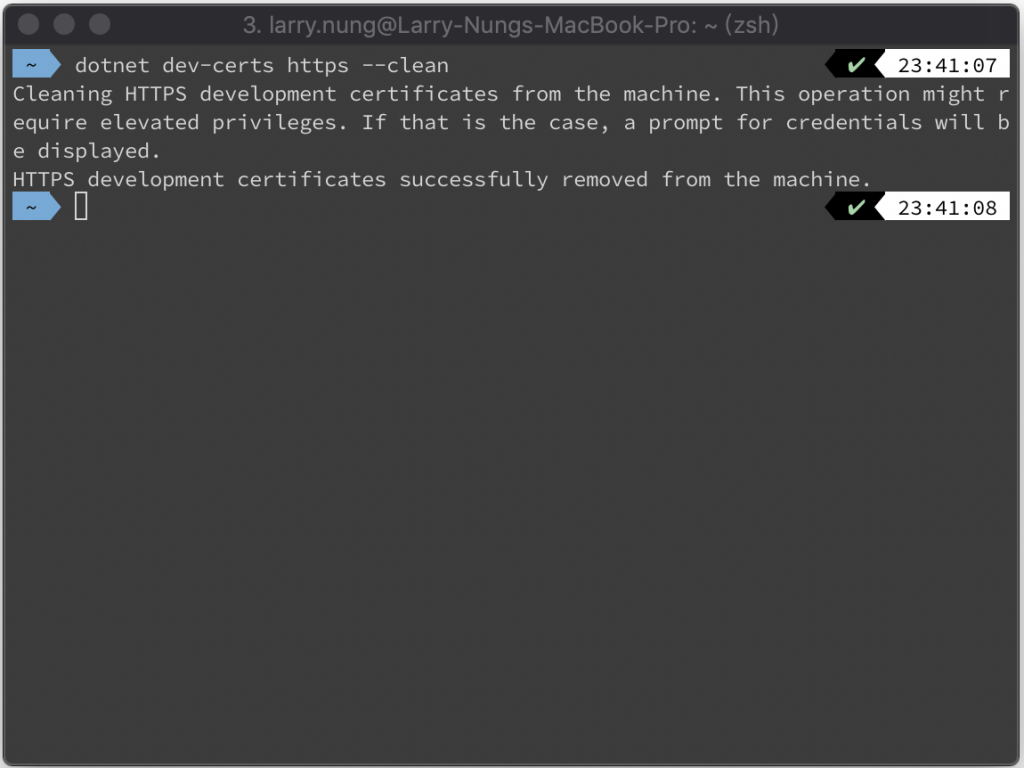 3. larry.nung@Larry-Nungs-MacBook-Pro: ~ (zsh)
~ dotnet dev-certs https --clean ✔ 23:41:07
Cleaning HTTPS development certificates from the machine. This operation might r
equire elevated privileges. If that is the case, a prompt for credentials will b
e displayed.
HTTPS development certificates successfully removed from the machine.
~ ✔ 23:41:08